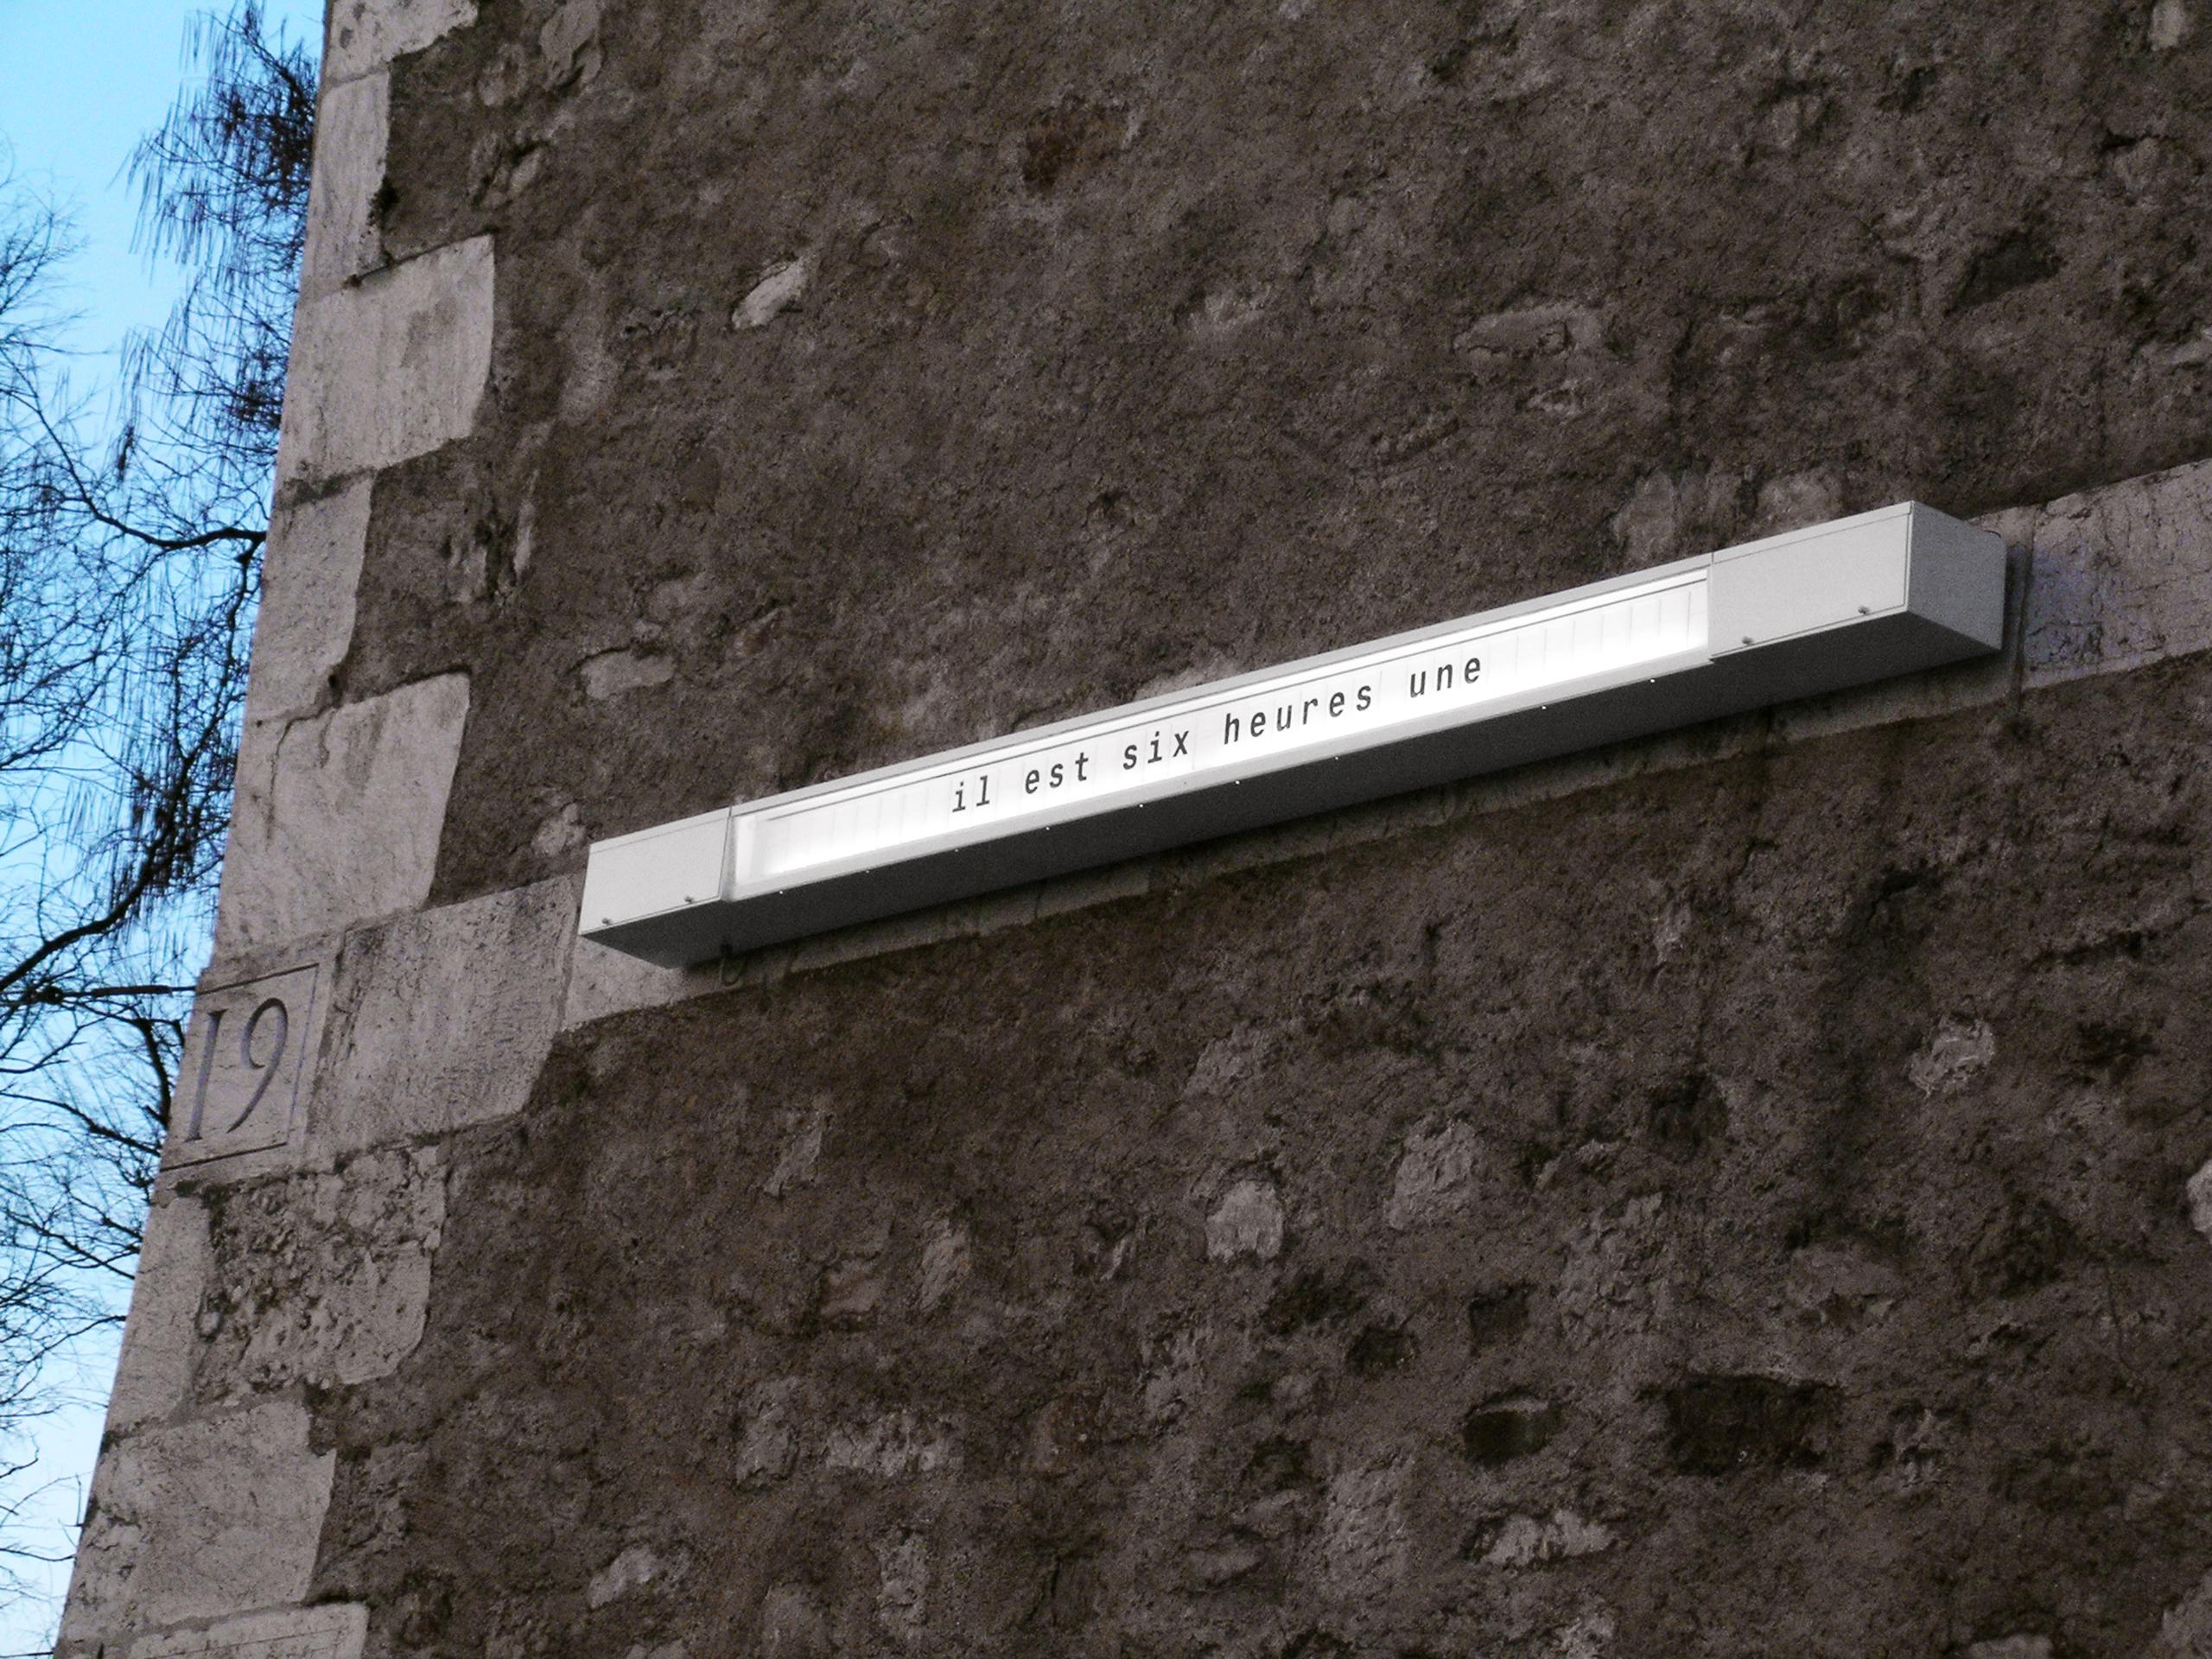 il est six heures une
19